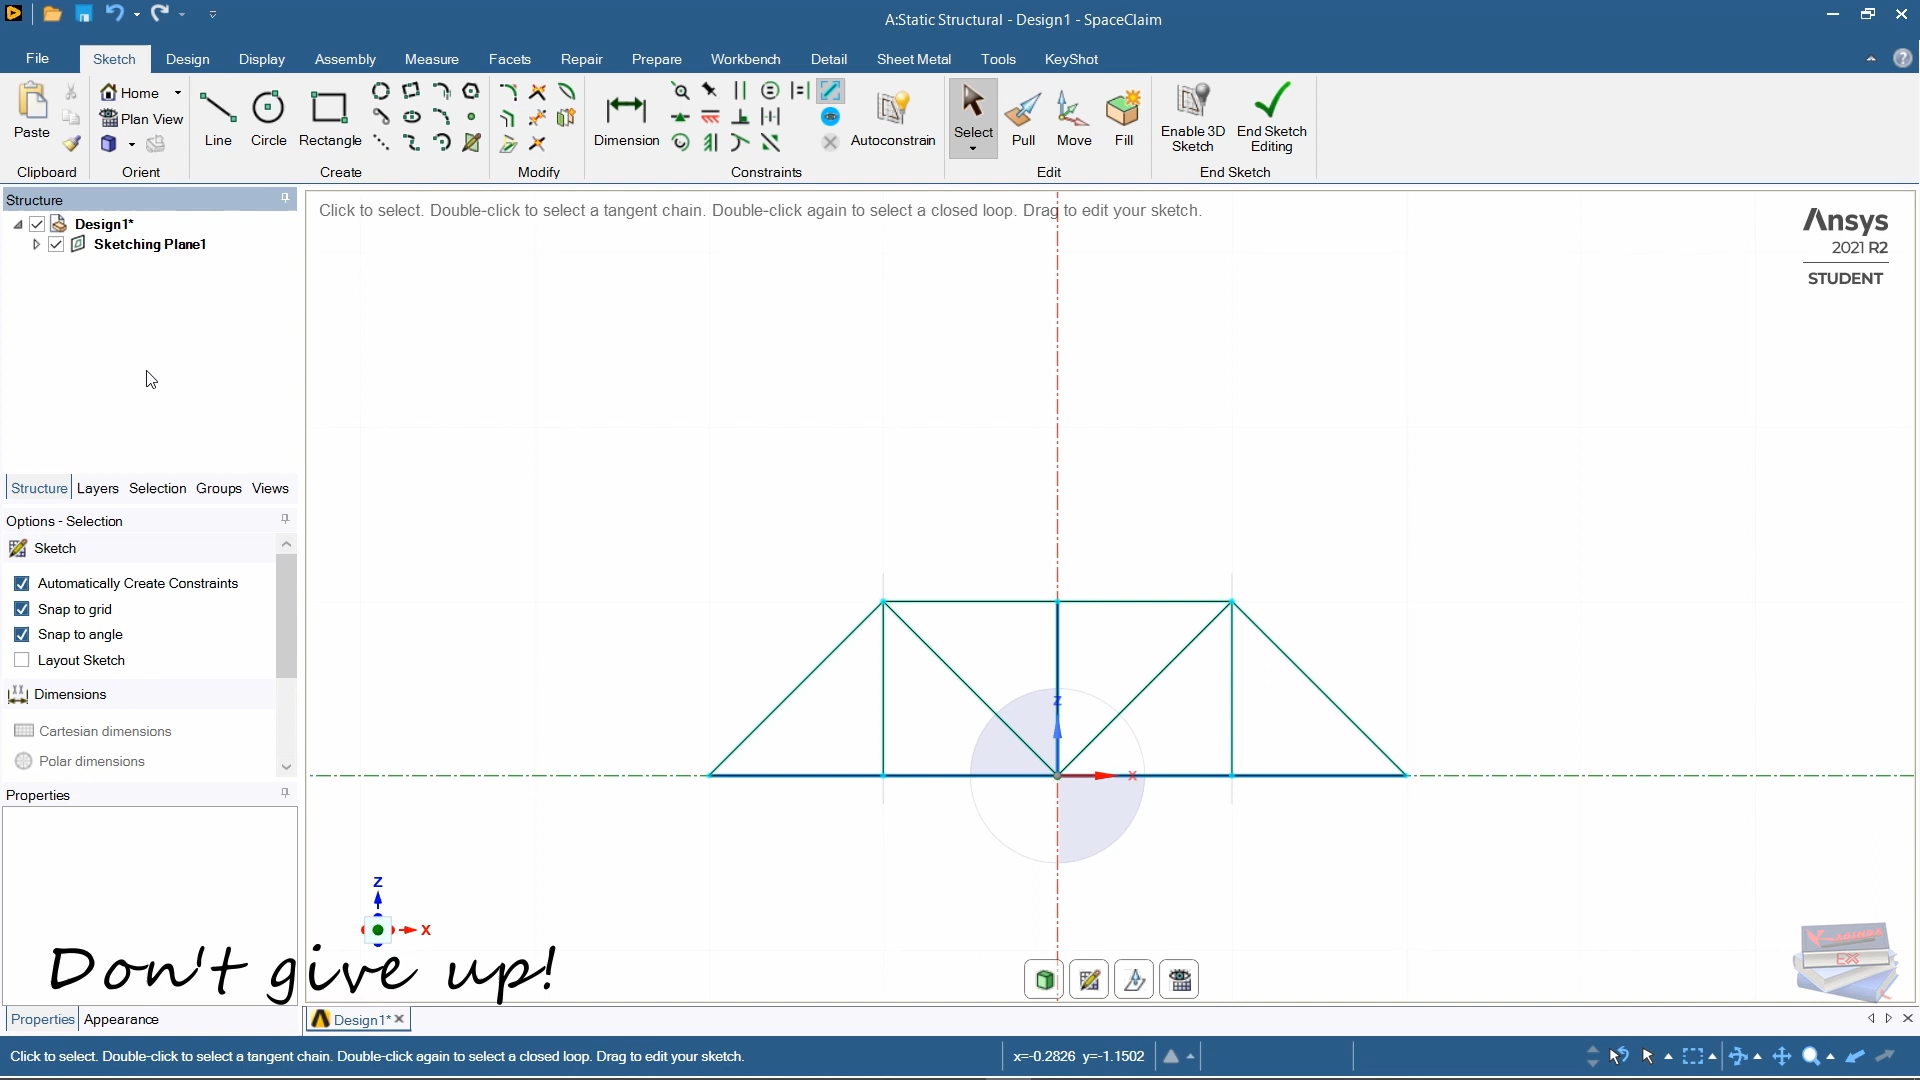 A:Static Structural - Design1 - SpaceClaim
File Sketch Design Display Assembly Measure Facets Repair Prepare Workbench Detail Sheet Metal Tools KeyShot
Paste
Home
Plan View
Line Circle Rectangle
Dimension
Autoconstrain
Select Pull Move Fill
Enable 3D Sketch
End Sketch Editing
Clipboard Orient Create Modify Constraints Edit End Sketch
Structure
Design1*
Sketching Plane1
Structure Layers Selection Groups Views
Options - Selection
Sketch
Automatically Create Constraints
Snap to grid
Snap to angle
Layout Sketch
Dimensions
Cartesian dimensions
Polar dimensions
Properties
Properties Appearance
Click to select. Double-click to select a tangent chain. Double-click again to select a closed loop. Drag to edit your sketch.
Ansys
2021 R2
STUDENT
Z
X
Z
X
Don't give up!
EX
Design1*
Click to select. Double-click to select a tangent chain. Double-click again to select a closed loop. Drag to edit your sketch.
x=-0.2826 y=-1.1502